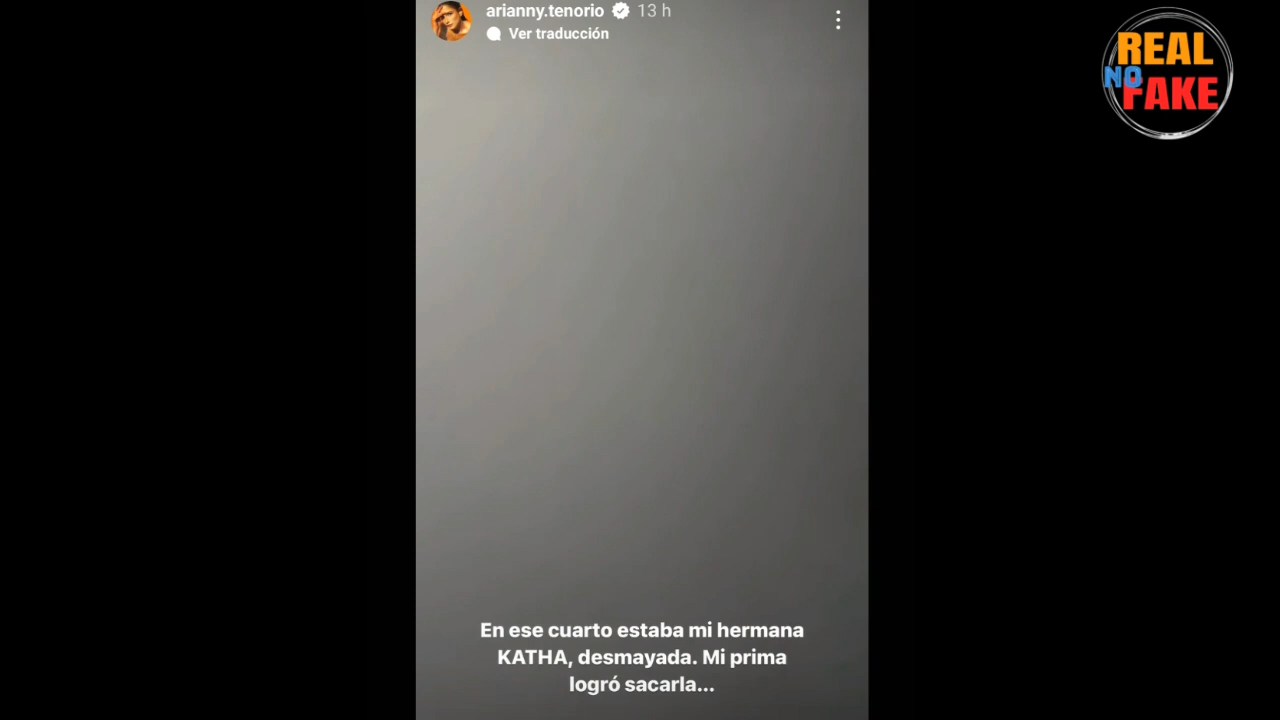 arianny.tenorio 13 h
Ver traducción
REAL
NO
FAKE
En ese cuarto estaba mi hermana
KATHA, desmayada. Mi prima
logró sacarla...